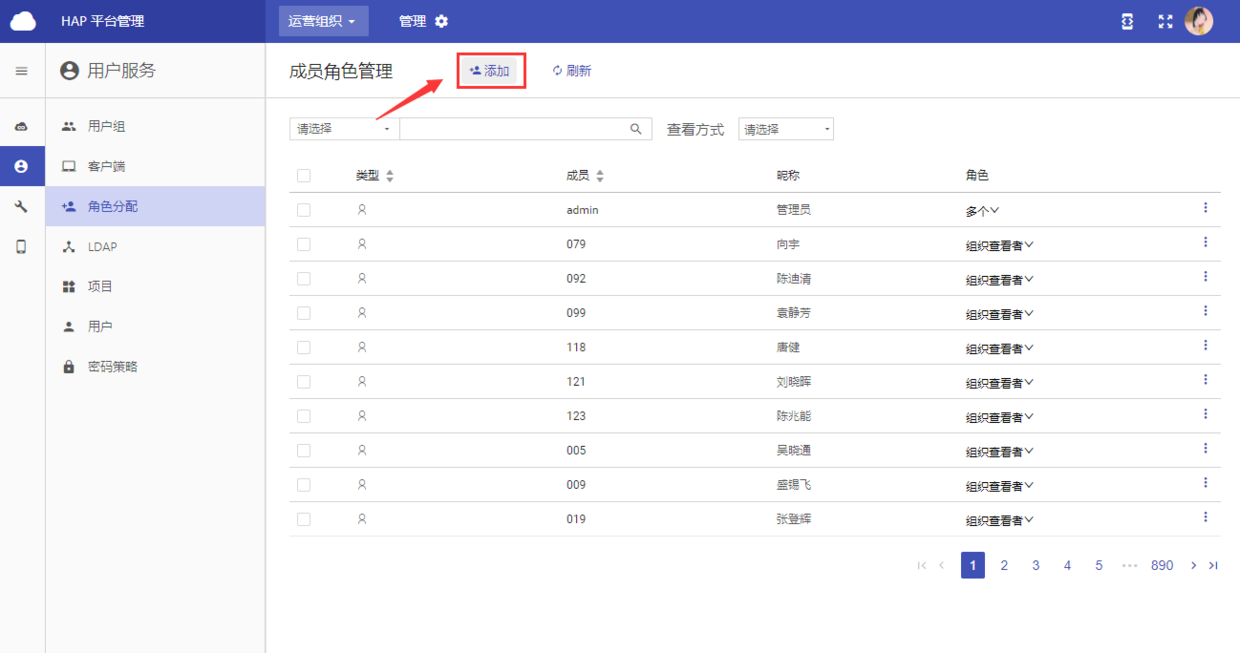 HAP 平台管理 运营组织 管理
用户服务 成员角色管理 添加 刷新
请选择 查看方式 请选择
用户组
客户端
角色分配
LDAP
项目
用户
密码策略
类型 成员 昵称 角色
admin 管理员 多个
079 向宇 组织查看者
092 陈迪清 组织查看者
099 袁静芳 组织查看者
118 唐健 组织查看者
121 刘晓晖 组织查看者
123 陈兆能 组织查看者
005 吴晓通 组织查看者
009 盛锡飞 组织查看者
019 张登辉 组织查看者
1 2 3 4 5 ••• 890